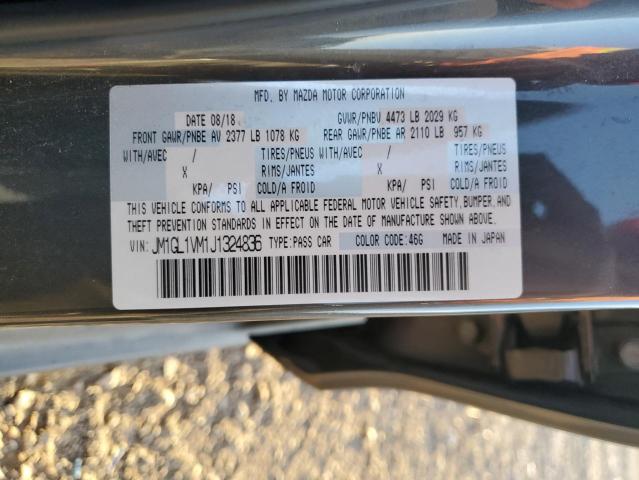 MFD. BY MAZDA MOTOR CORPORATION
DATE 08/18 GVWR/PNBV 4473 LB 2029 KG
FRONT GAWR/PNBE AV 2377 LB 1078 KG REAR GAWR/PNBE AR 2110 LB 957 KG
WITH/AVEC / TIRES/PNEUS WITH/AVEC / TIRES/PNEUS
X RIMS/JANTES X RIMS/JANTES
KPA/ PSI COLD/A FROID KPA/ PSI COLD/A FROID
THIS VEHICLE CONFORMS TO ALL APPLICABLE FEDERAL MOTOR VEHICLE SAFETY, BUMPER, AND
THEFT PREVENTION STANDARDS IN EFFECT ON THE DATE OF MANUFACTURE SHOWN ABOVE.
VIN: JM1GL1VM1J1324836 TYPE: PASS CAR COLOR CODE: 46G MADE IN JAPAN